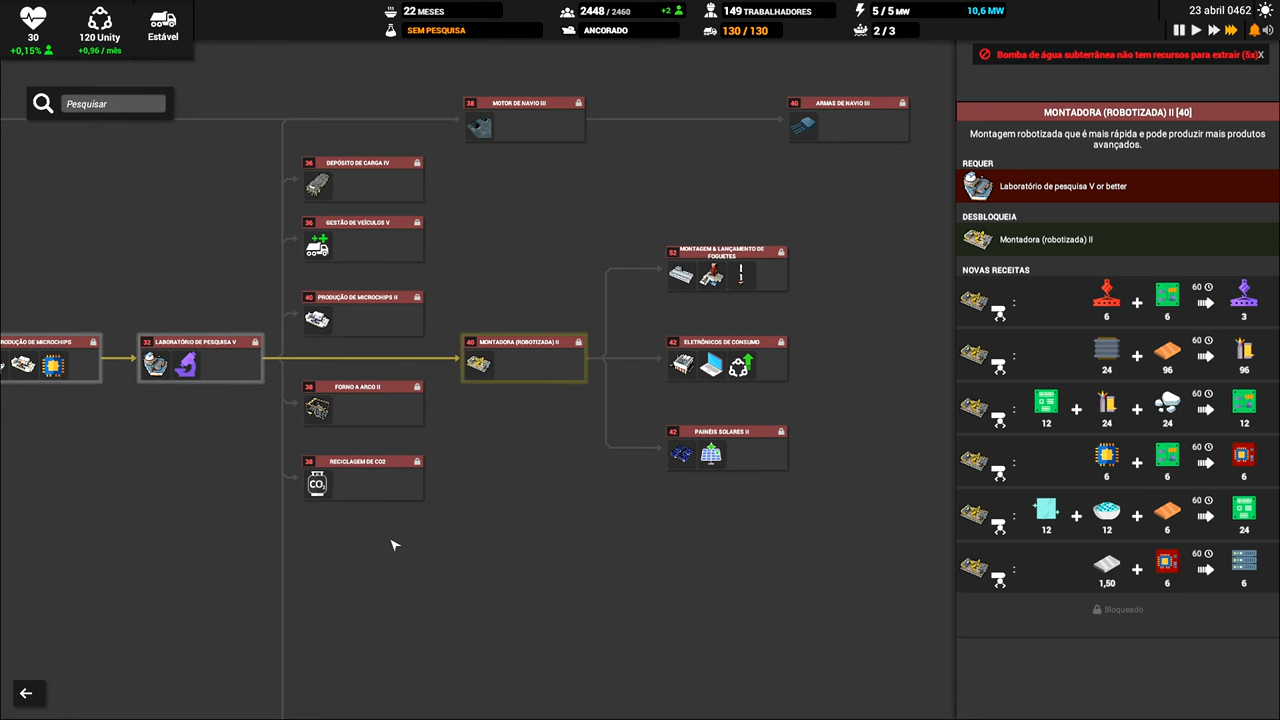 30
+0,15%
120 Unity
+0,96 / mês
Estável
22 MESES
SEM PESQUISA
2448 / 2460
+2
ANCORADO
149 TRABALHADORES
130 / 130
5 / 5 MW
10,6 MW
2 / 3
23 abril 0462
Bomba de água subterrânea não tem recursos para extrair (5x)
X
Pesquisar
38 MOTOR DE NAVIO III
40 ARMAS DE NAVIO III
36 DEPÓSITO DE CARGA IV
36 GESTÃO DE VEÍCULOS V
52 MONTAGEM & LANÇAMENTO DE
FOGUETES
40 PRODUÇÃO DE MICROCHIPS II
RODUÇÃO DE MICROCHIPS
32 LABORATÓRIO DE PESQUISA V
40 MONTADORA (ROBOTIZADA) II
42 ELETRÔNICOS DE CONSUMO
38 FORNO A ARCO II
42 PAINÉIS SOLARES II
38 RECICLAGEM DE CO2
CO2
MONTADORA (ROBOTIZADA) II [40]
Montagem robotizada que é mais rápida e pode produzir mais produtos
avançados.
REQUER
Laboratório de pesquisa V or better
DESBLOQUEIA
Montadora (robotizada) II
NOVAS RECEITAS
: + 60
6 6 3
: + 60
24 96 96
: + + 60
12 24 24 12
: + 60
6 6 6
: + + 60
12 12 6 24
: + 60
1,50 6 6
Bloqueado